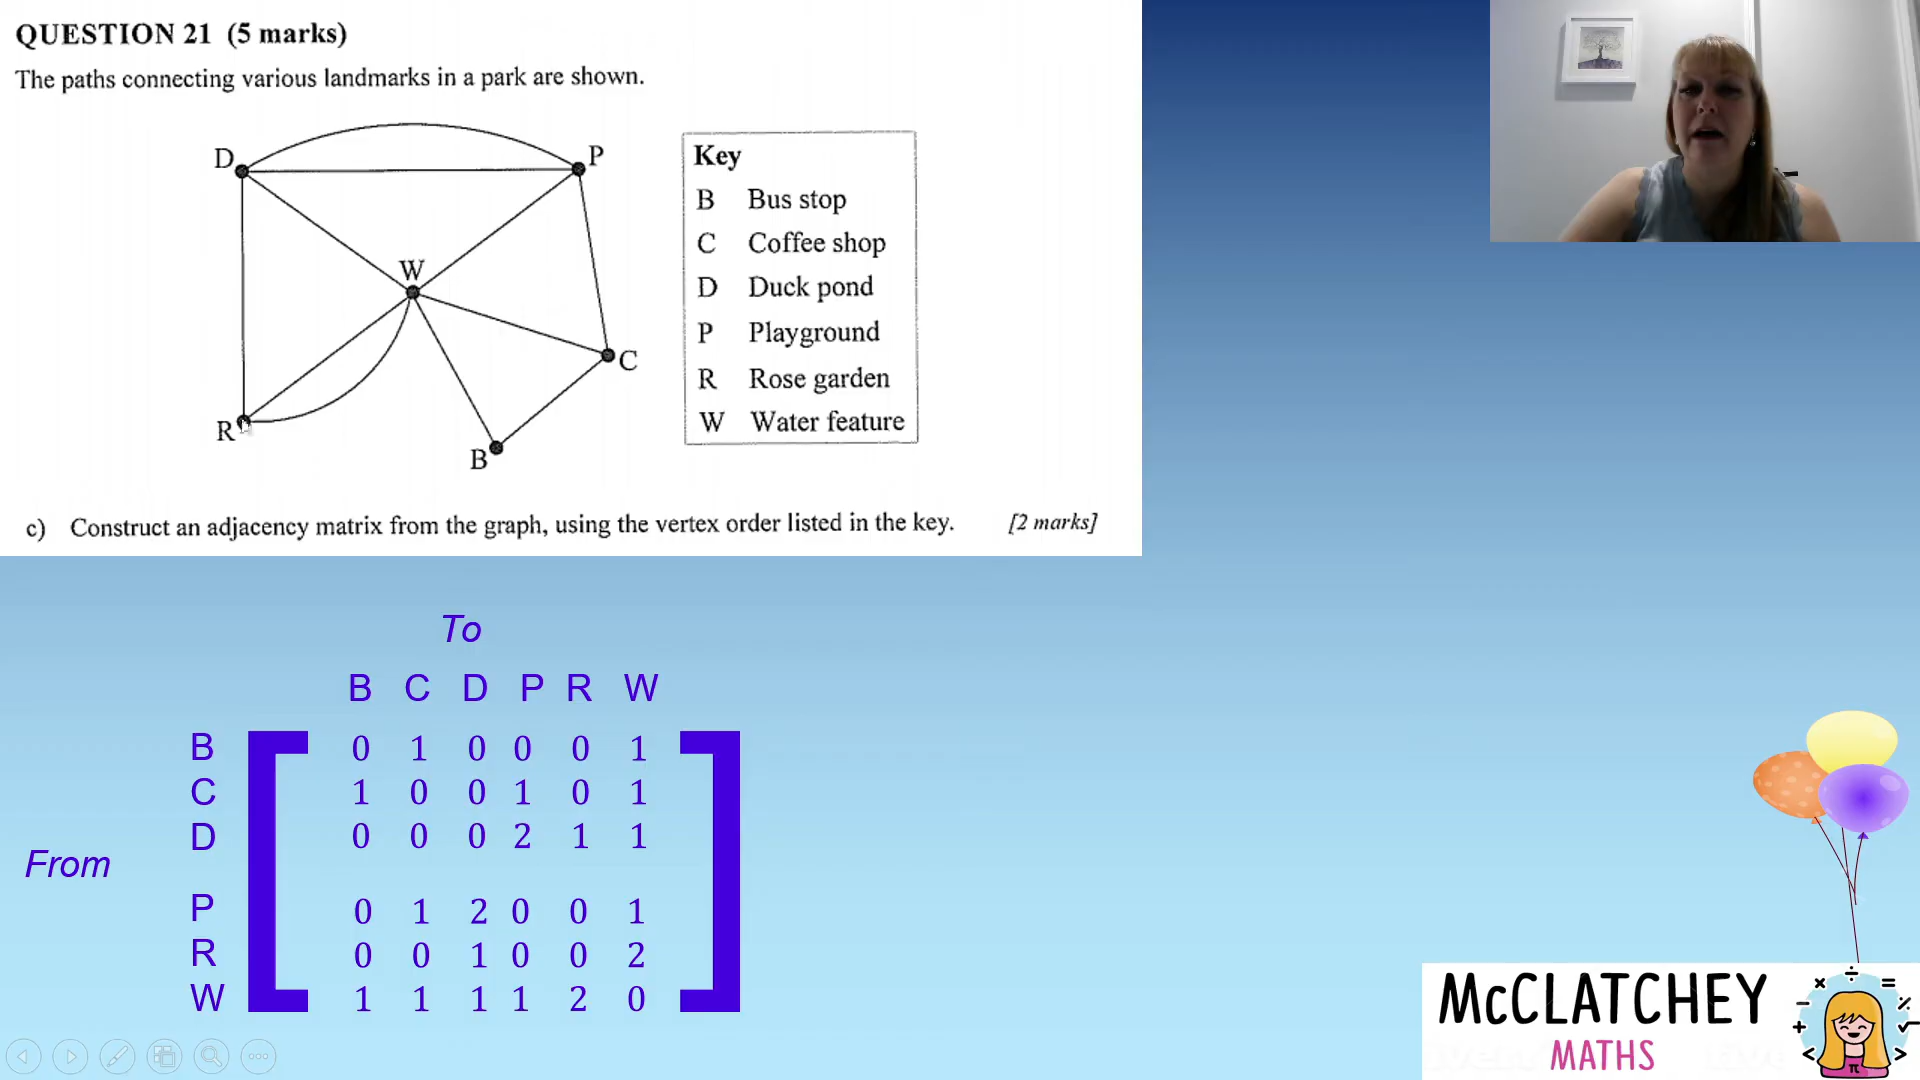 QUESTION 21 (5 marks)
The paths connecting various landmarks in a park are shown.
D
P
W
C
R
B
Key
B Bus stop
C Coffee shop
D Duck pond
P Playground
R Rose garden
W Water feature
c) Construct an adjacency matrix from the graph, using the vertex order listed in the key. [2 marks]
To
B C D P R W
B 0 1 0 0 0 1
C 1 0 0 1 0 1
D 0 0 0 2 1 1
From
P 0 1 2 0 0 1
R 0 0 1 0 0 2
W 1 1 1 1 2 0
McCLATCHEY
MATHS